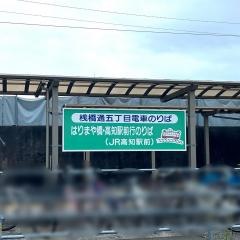 桟橋通五丁目電車のりば
はりまや橋・高知駅前行のりば
(JR高知駅前)